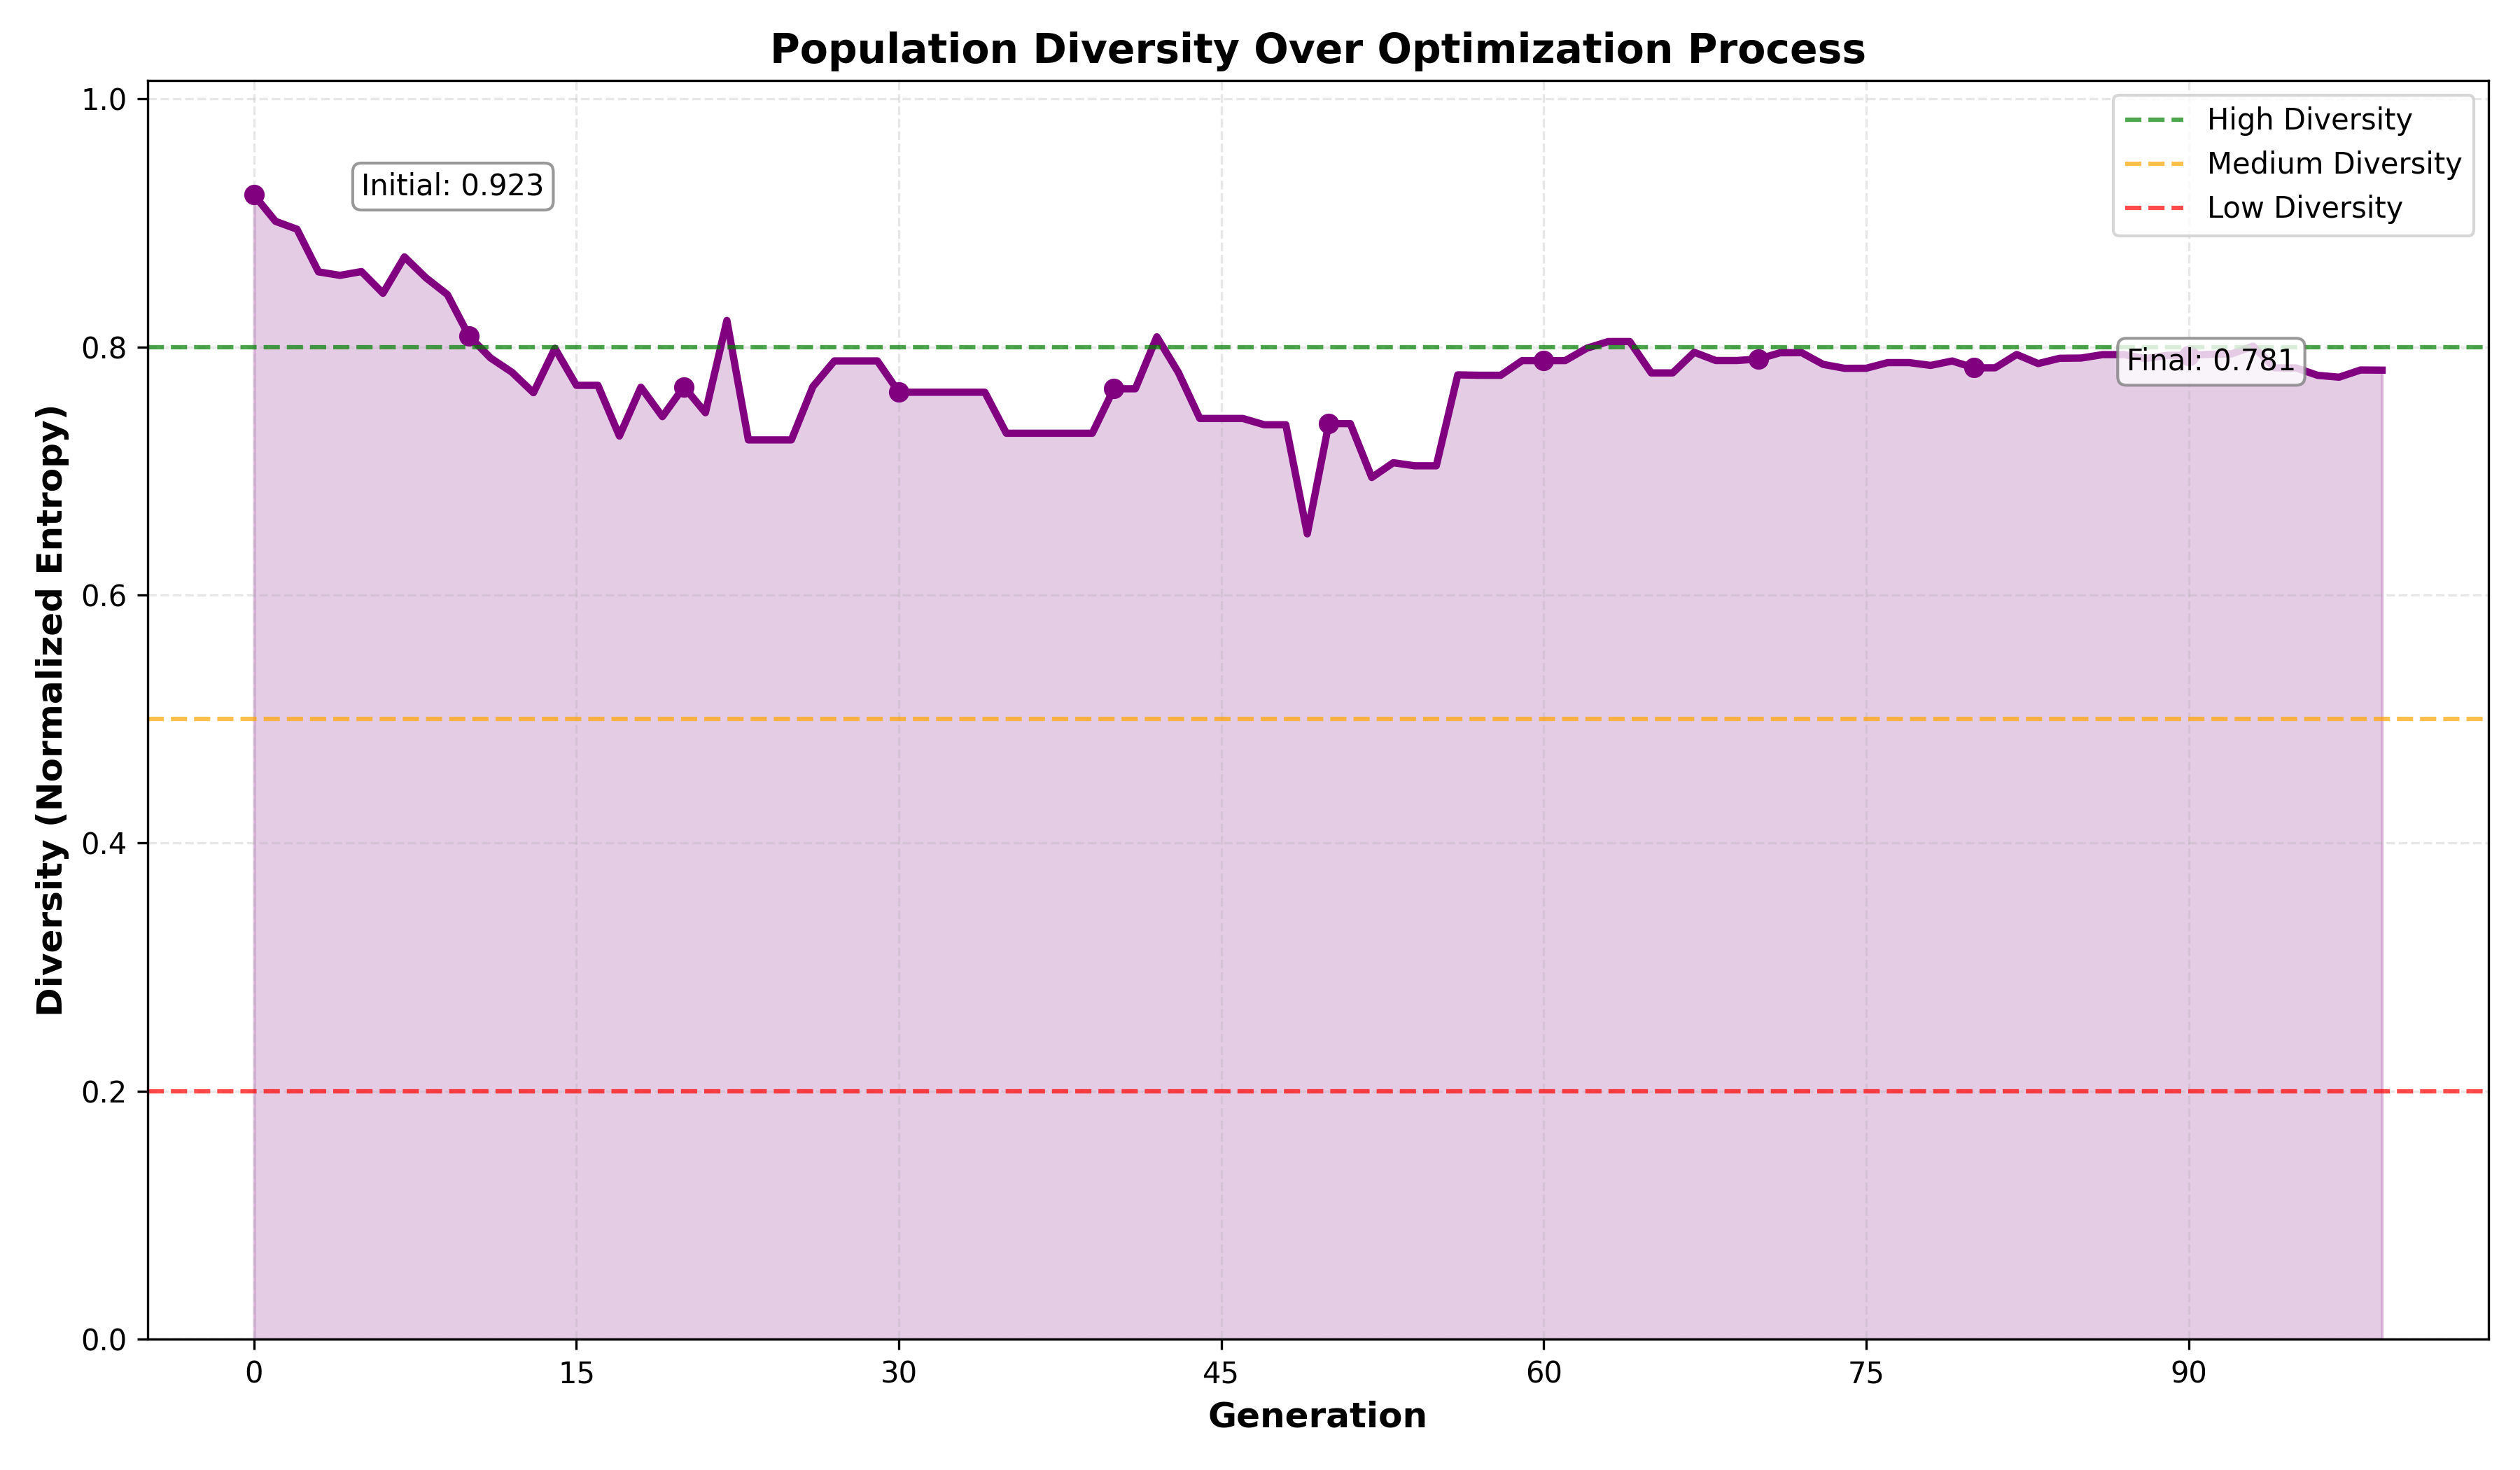 Population Diversity Over Optimization Process
High Diversity
Medium Diversity
Low Diversity
Initial: 0.923
Final: 0.781
Diversity (Normalized Entropy)
1.0
0.8
0.6
0.4
0.2
0.0
0 15 30 45 60 75 90
Generation